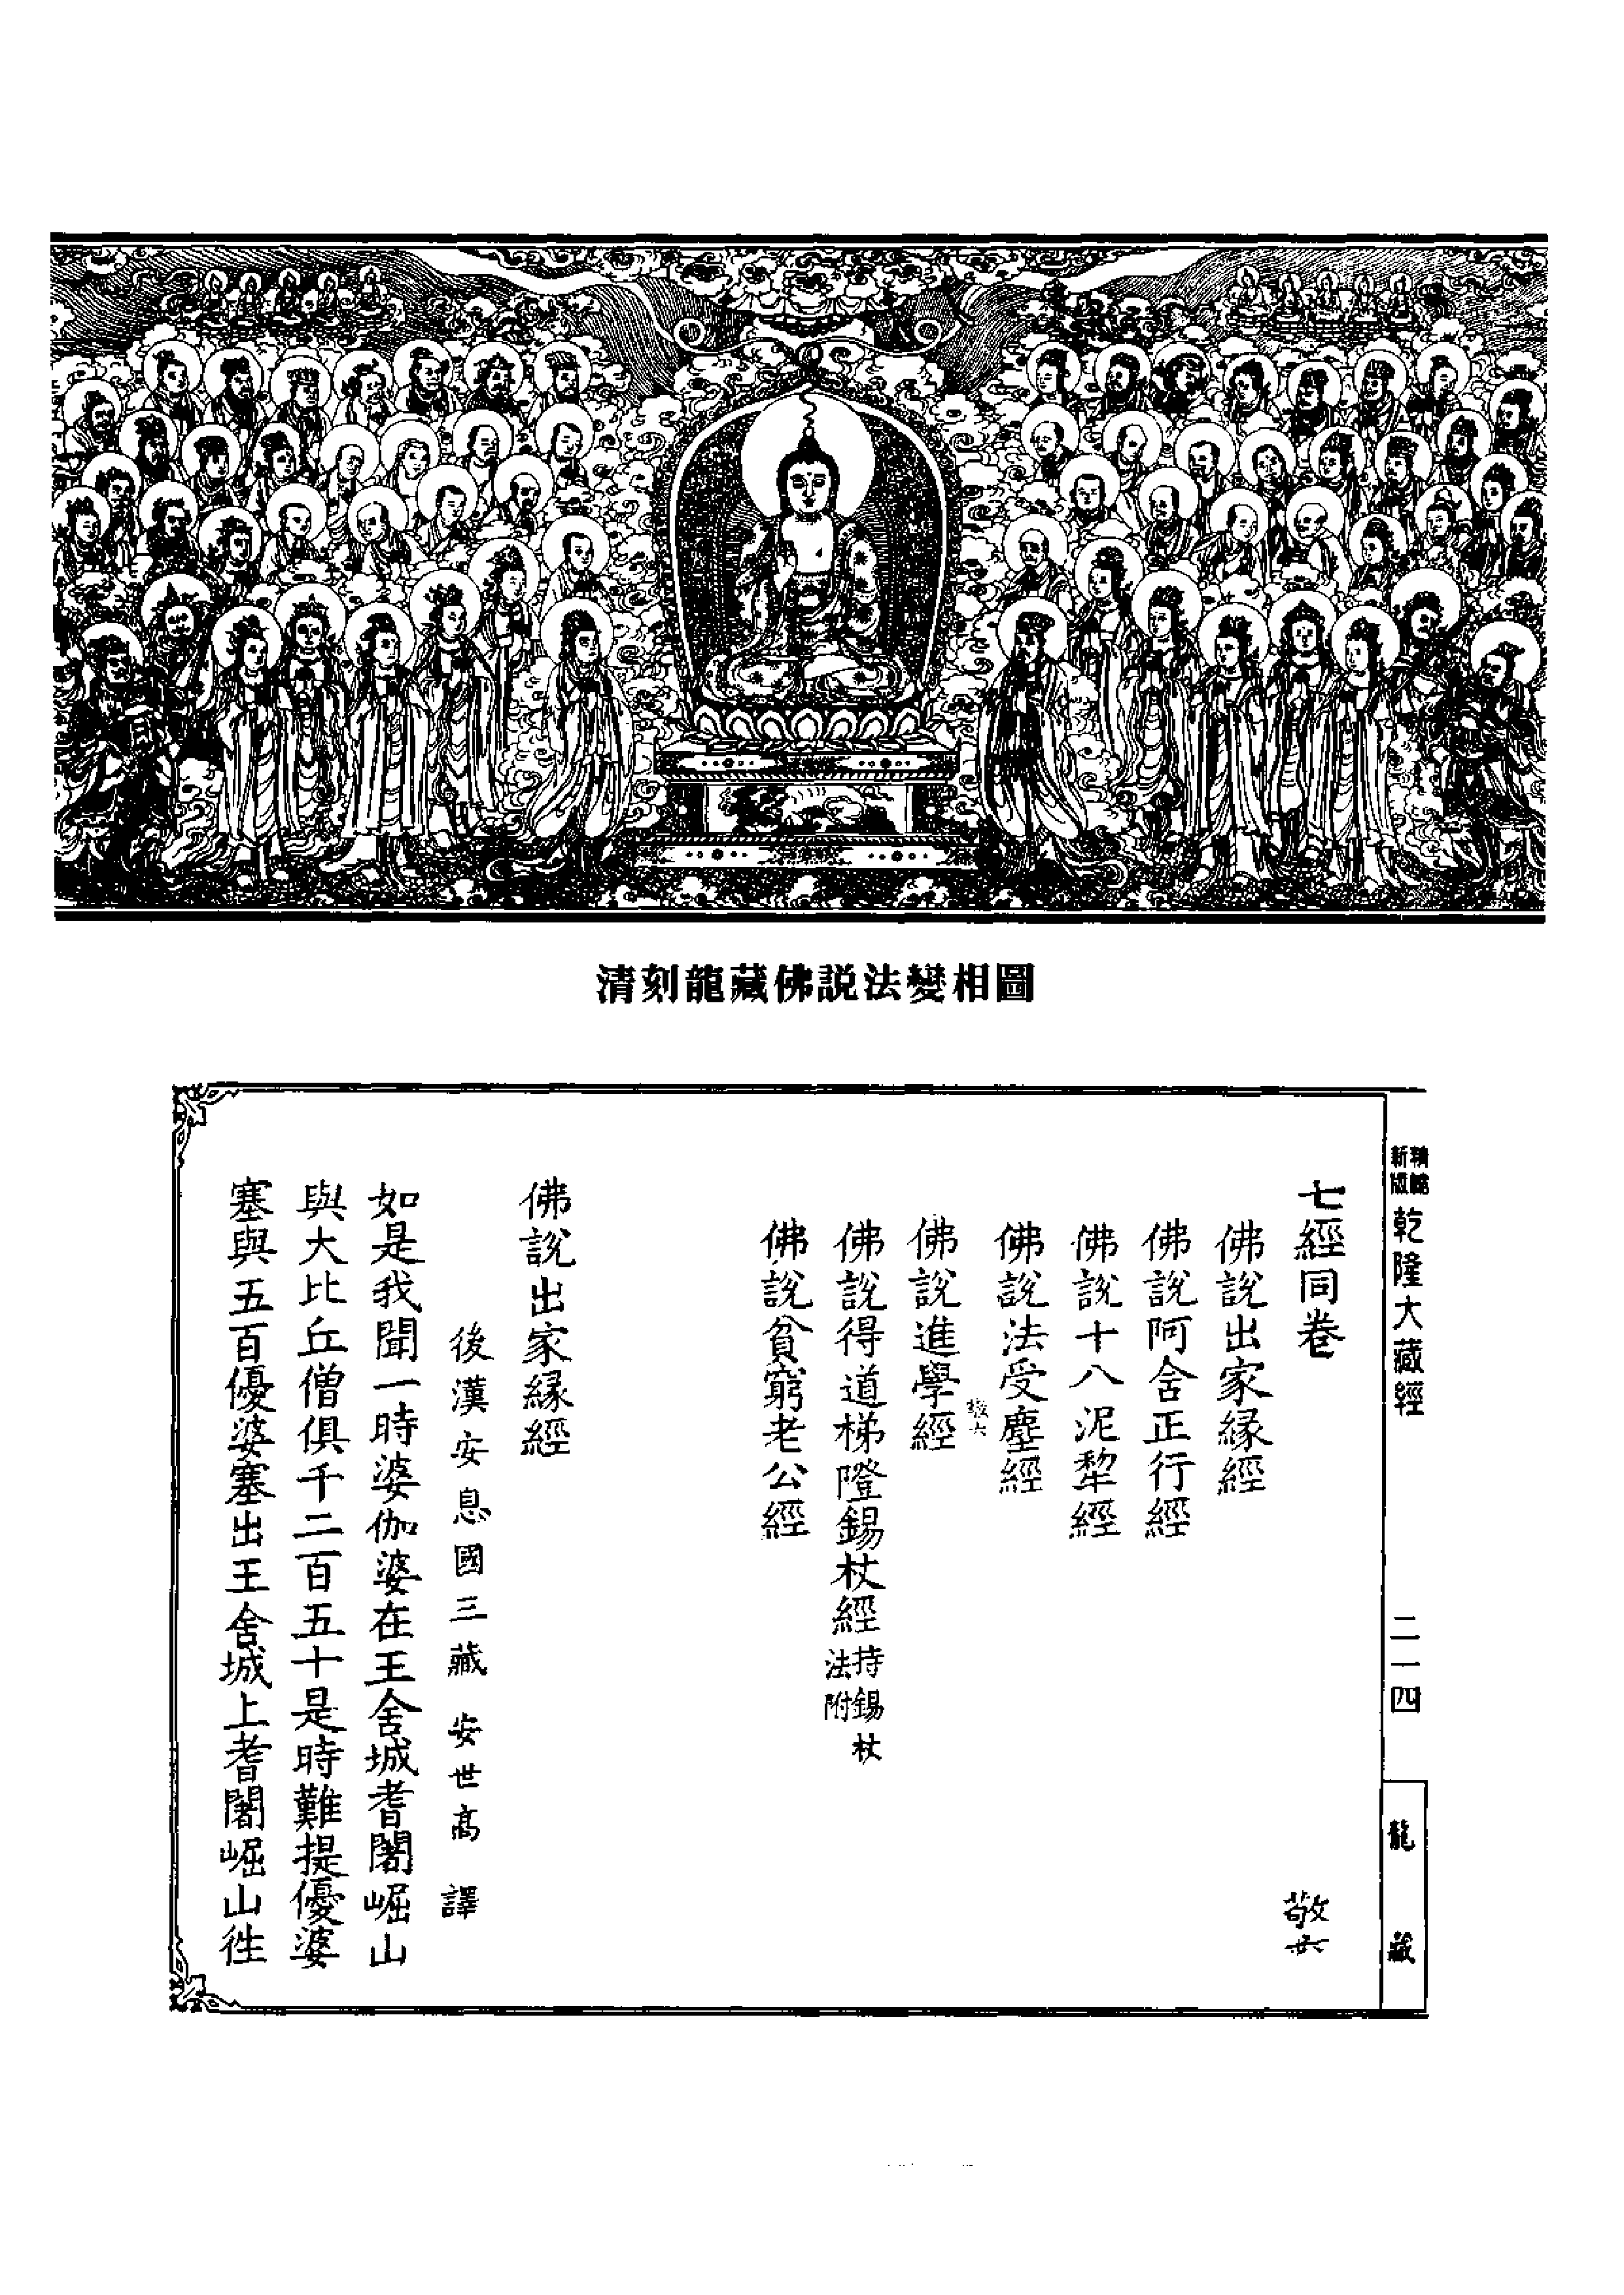 清刻龍藏佛説法變相圖
新版
精縮
乾隆大藏經
二一四
龍藏
七經同卷
敬六
佛說出家緣經
佛說阿含正行經
佛說十八泥犂經
佛說法受塵經
敬六
佛說進學經
佛說得道梯隥錫杖經
持錫杖
法附
佛說貧窮老公經
佛說出家緣經
後漢安息國三藏安世高譯
如是我聞一時婆伽婆在王舍城耆闍崛山
與大比丘僧俱千二百五十是時難提優婆
塞與五百優婆塞出王舍城上耆闍崛山徃